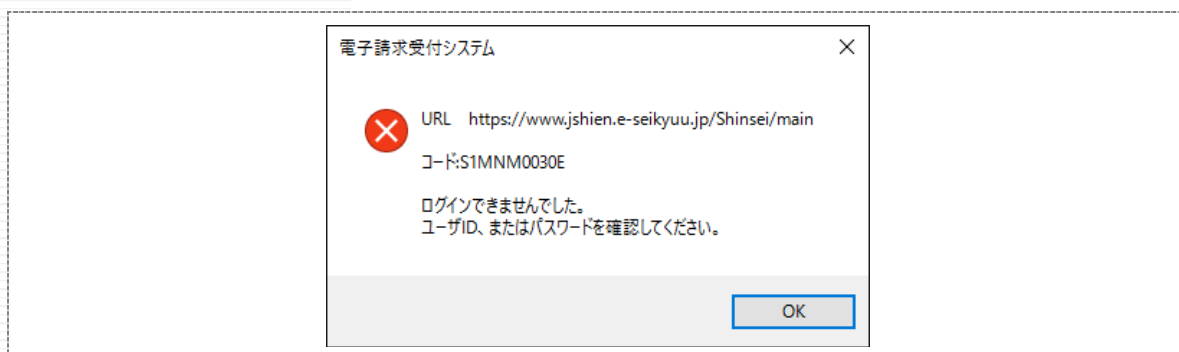 電子請求受付システム
URL https://www.jshien.e-seikyuu.jp/Shinsei/main
コード:S1MNM0030E
ログインできませんでした。
ユーザID、またはパスワードを確認してください。
OK